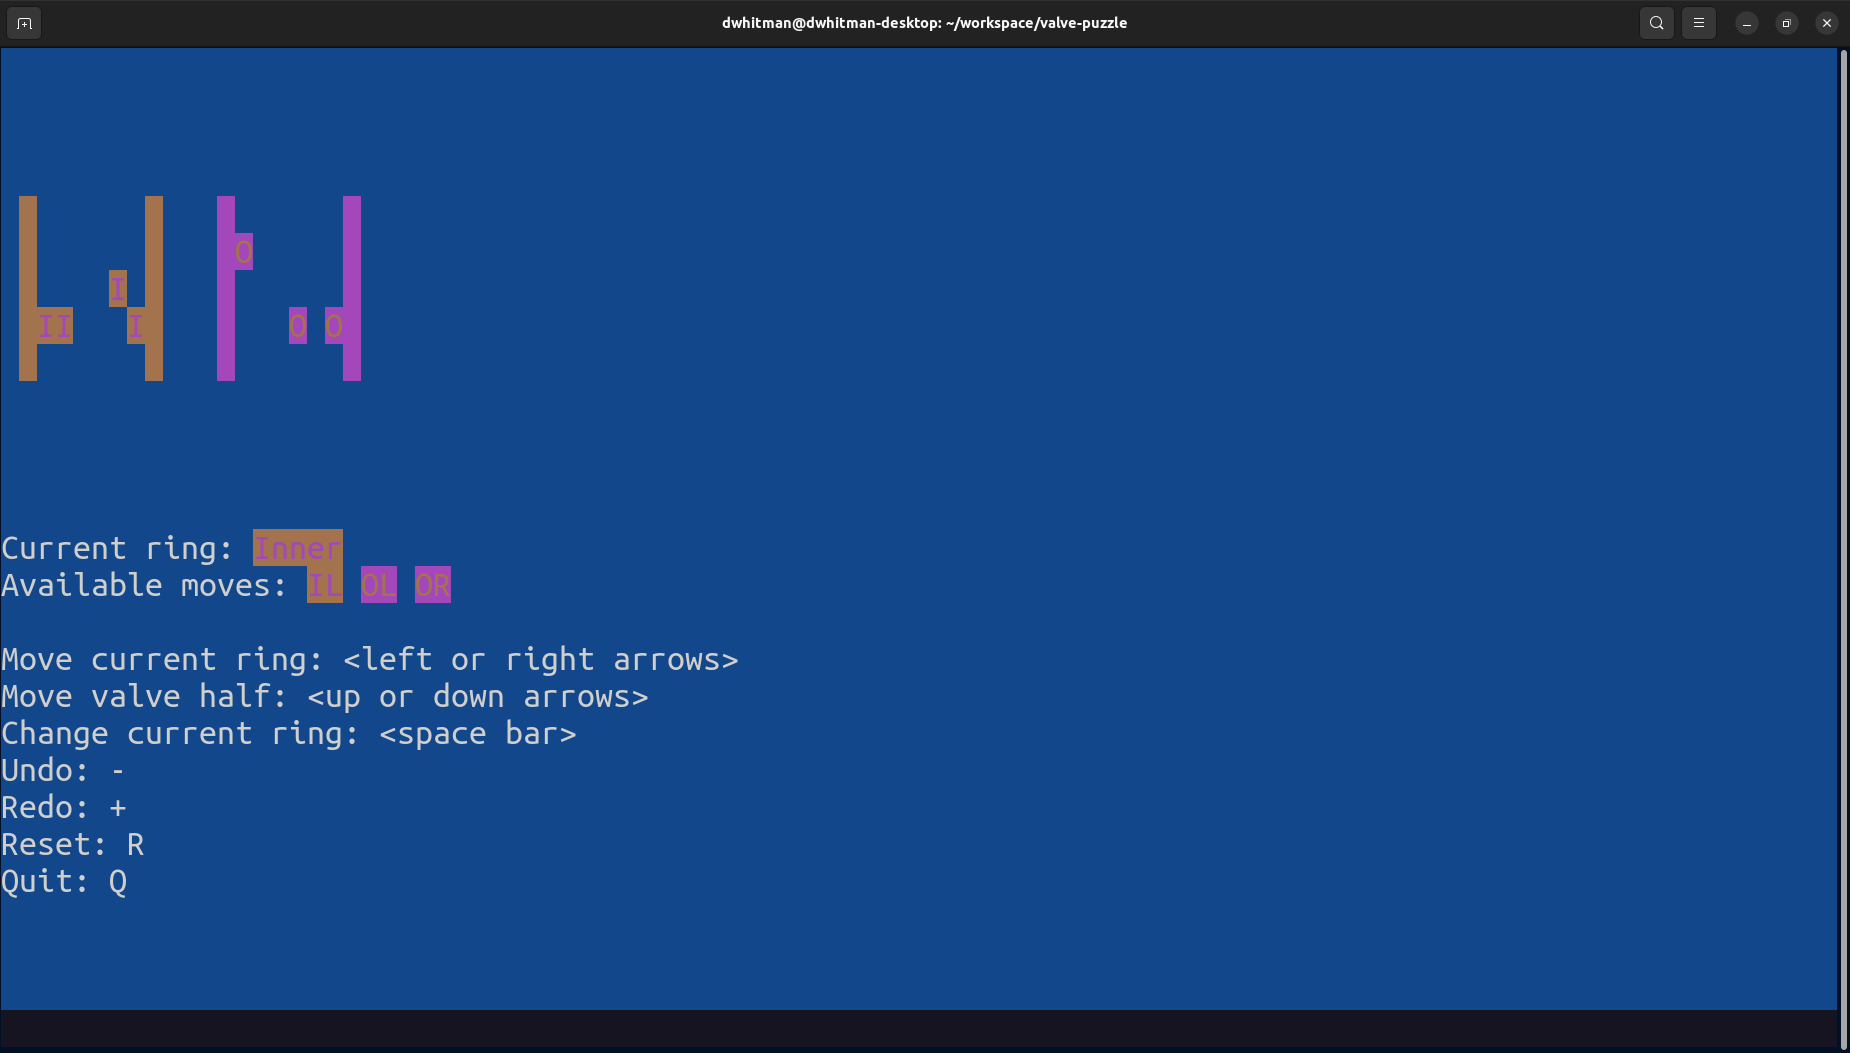 dwhitman@dwhitman-desktop: ~/workspace/valve-puzzle
O
I
II I O O
Current ring: Inner
Available moves: IL OL OR
Move current ring: <left or right arrows>
Move valve half: <up or down arrows>
Change current ring: <space bar>
Undo: -
Redo: +
Reset: R
Quit: Q